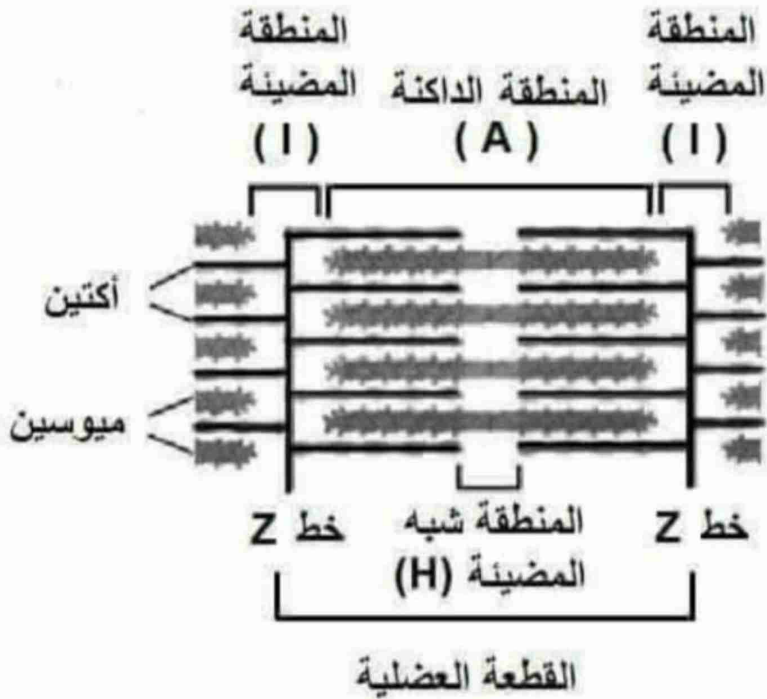 المنطقة
المضيئة
( I )
المنطقة الداكنة
( A )
المنطقة
المضيئة
( I )
أكتين
ميوسين
خط Z
المنطقة شبه
المضيئة (H)
خط Z
القطعة العضلية